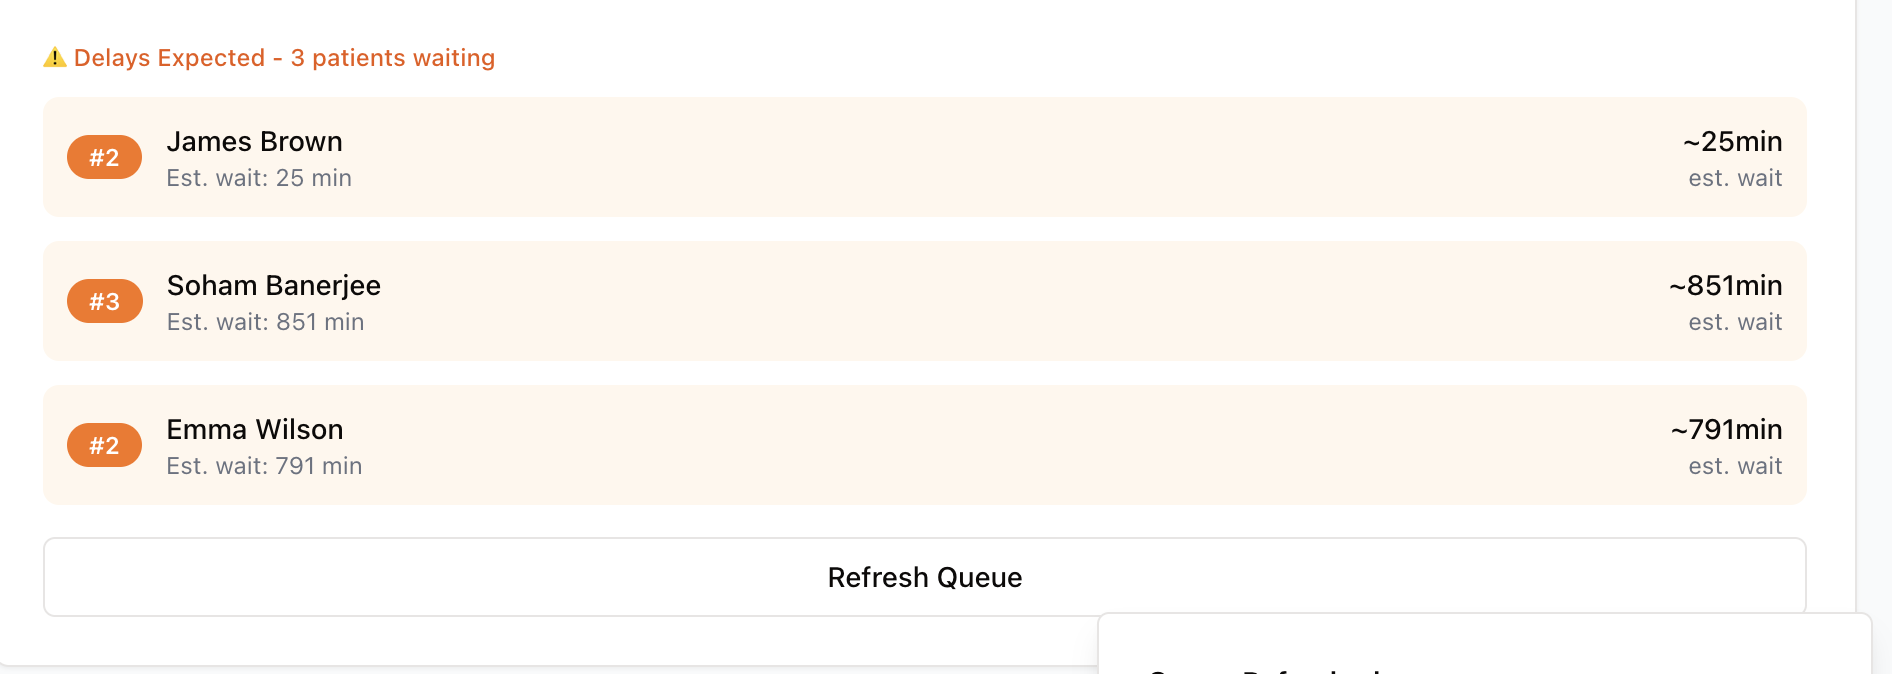 ⚠️ Delays Expected - 3 patients waiting
#2
James Brown
Est. wait: 25 min
~25min
est. wait
#3
Soham Banerjee
Est. wait: 851 min
~851min
est. wait
#2
Emma Wilson
Est. wait: 791 min
~791min
est. wait
Refresh Queue